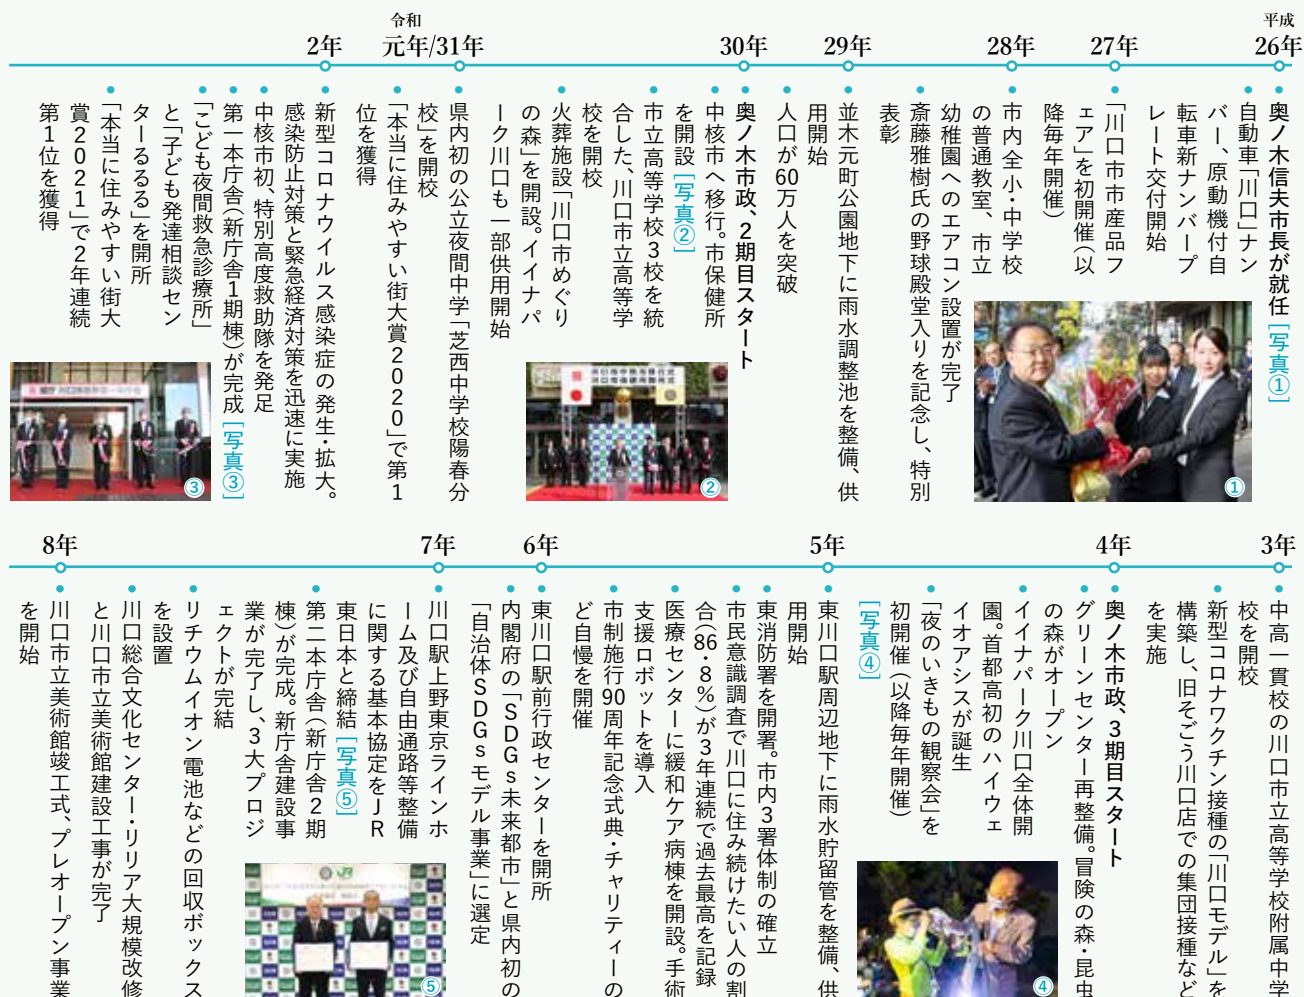 平成
26年
奥ノ木信夫市長が就任[写真①]
自動車「川口」ナン
バー、原動機付自
転車新ナンバープ
レート交付開始
27年
「川口市市産品フ
ェア」を初開催(以
降毎年開催)
28年
市内全小・中学校
の普通教室、市立
幼稚園へのエアコン設置が完了
斎藤雅樹氏の野球殿堂入りを記念し、特別
表彰
29年
並木元町公園地下に雨水調整池を整備、供
用開始
人口が60万人を突破
30年
奥ノ木市政、2期目スタート
中核市へ移行。市保健所
を開設[写真②]
市立高等学校3校を統
合した、川口市立高等学
校を開校
火葬施設「川口市めぐり
の森」を開設。イイナパ
ーク川口も一部供用開始
令和
元年/31年
県内初の公立夜間中学「芝西中学校陽春分
校」を開校
「本当に住みやすい街大賞2020」で第1
位を獲得
2年
新型コロナウイルス感染症の発生・拡大。
感染防止対策と緊急経済対策を迅速に実施
中核市初、特別高度救助隊を発足
第一本庁舎(新庁舎1期棟)が完成[写真③]
「こども夜間救急診療所」
と「子ども発達相談セン
ターるるる」を開所
「本当に住みやすい街大
賞2021」で2年連続
第1位を獲得
①
②
③
3年
中高一貫校の川口市立高等学校附属中学
校を開校
新型コロナワクチン接種の「川口モデル」を
構築し、旧そごう川口店での集団接種など
を実施
4年
奥ノ木市政、3期目スタート
グリーンセンター再整備。冒険の森・昆虫
の森がオープン
イイナパーク川口全体開
園。首都高初のハイウェ
イオアシスが誕生
「夜のいきもの観察会」を
初開催(以降毎年開催)
[写真④]
5年
東川口駅周辺地下に雨水貯留管を整備、供
用開始
東消防署を開署。市内3署体制の確立
市民意識調査で川口に住み続けたい人の割
合(86・8%)が3年連続で過去最高を記録
医療センターに緩和ケア病棟を開設。手術
支援ロボットを導入
市制施行90周年記念式典・チャリティーの
ど自慢を開催
6年
東川口駅前行政センターを開所
内閣府の「SDGs未来都市」と県内初の
「自治体SDGsモデル事業」に選定
7年
川口駅上野東京ラインホ
ーム及び自由通路等整備
に関する基本協定をJR
東日本と締結[写真⑤]
第二本庁舎(新庁舎2期
棟)が完成。新庁舎建設事
業が完了し、3大プロジ
ェクトが完結
リチウムイオン電池などの回収ボックス
を設置
川口総合文化センター・リリア大規模改修
と川口市立美術館建設工事が完了
8年
川口市立美術館竣工式、プレオープン事業
を開始
④
⑤
JR